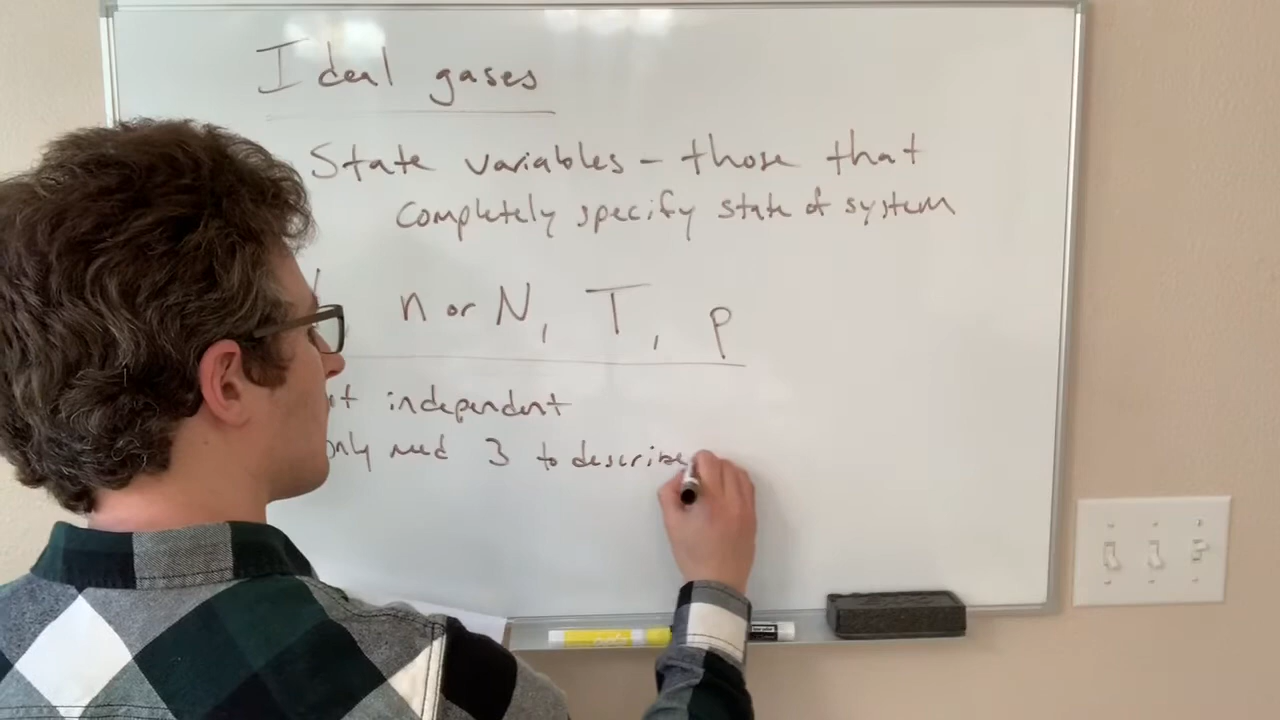 Ideal gases
State variables - those that
completely specify state of system
n or N, T, p
independent
only need 3 to describe